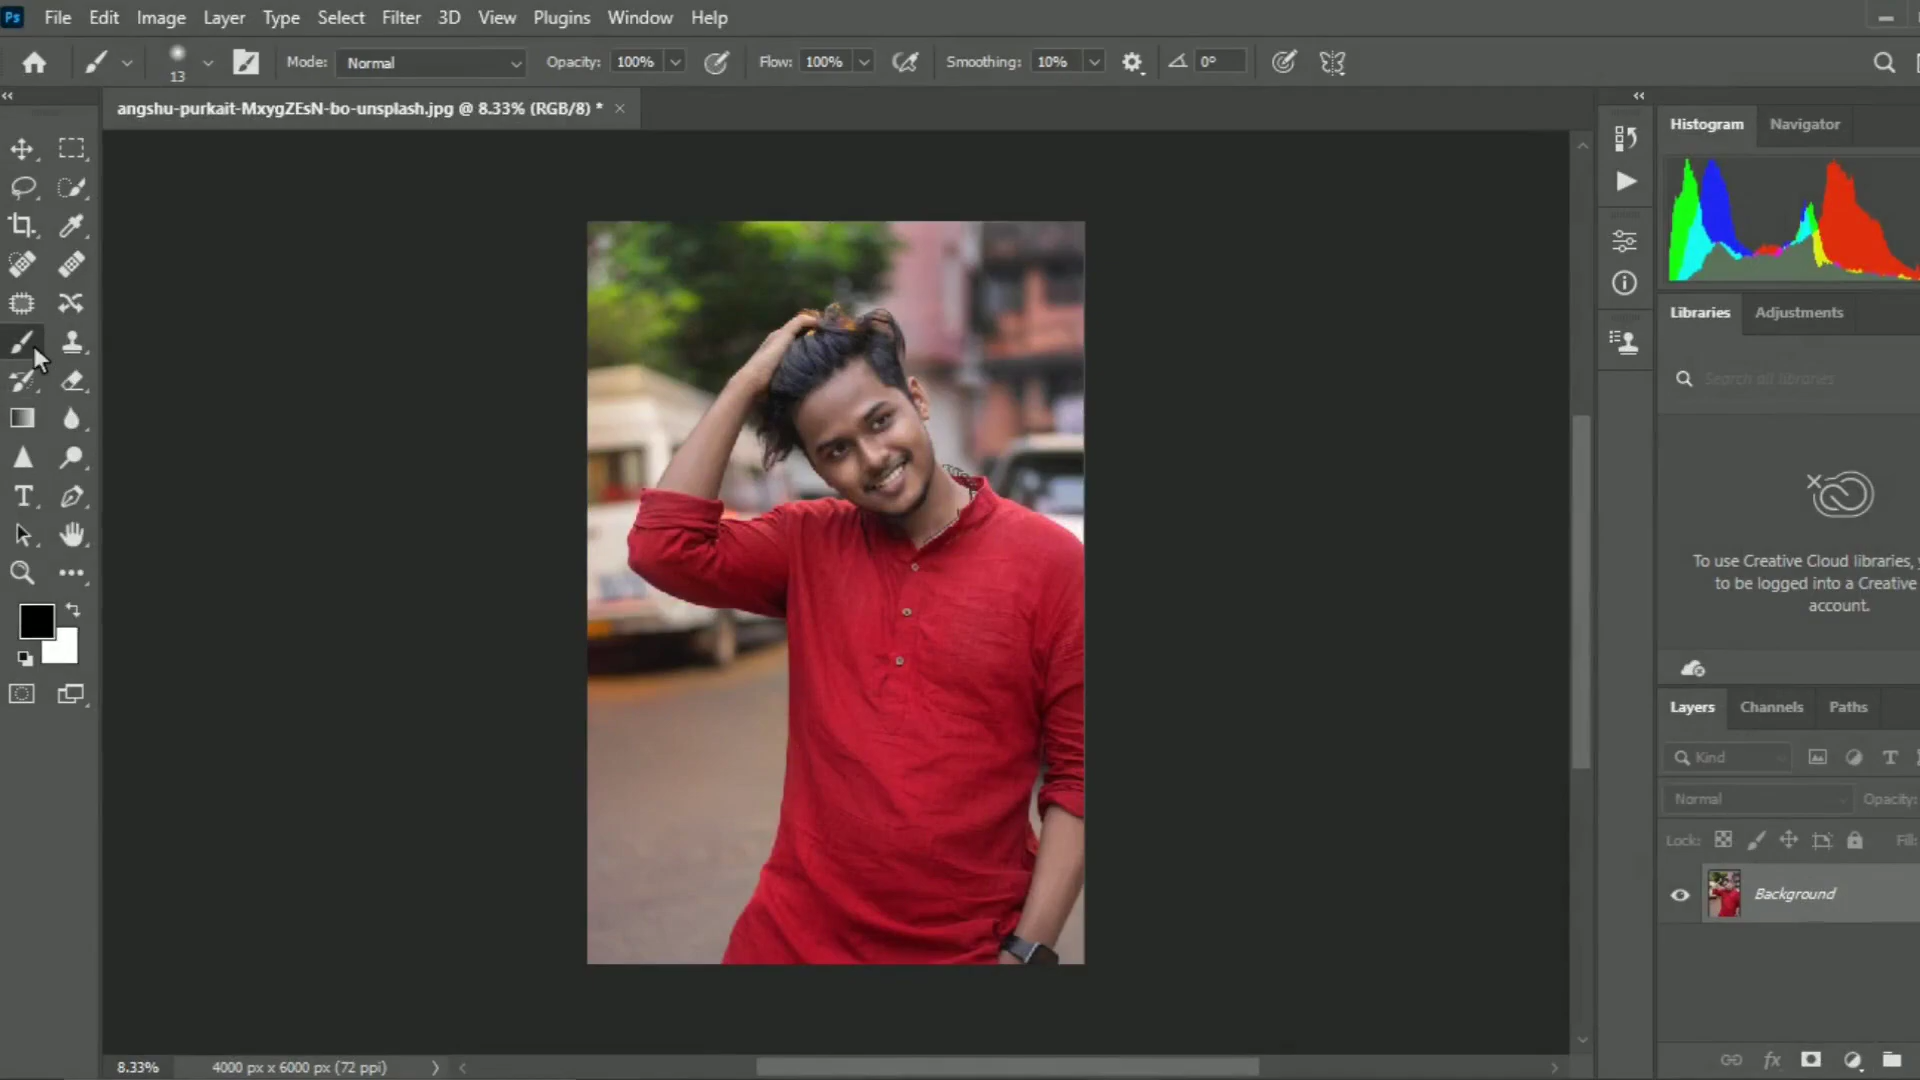 Ps File Edit Image Layer Type Select Filter 3D View Plugins Window Help
13 Mode: Normal Opacity: 100% Flow: 100% Smoothing: 10% 0°
angshu-purkait-MxygZEsN-bo-unsplash.jpg @ 8.33% (RGB/8) * ×
Histogram Navigator
Libraries Adjustments
Search all libraries
To use Creative Cloud libraries,
to be logged into a Creative
account.
Layers Channels Paths
Kind
Normal Opacity:
Lock: Fill:
Background
8.33% 4000 px x 6000 px (72 ppi)